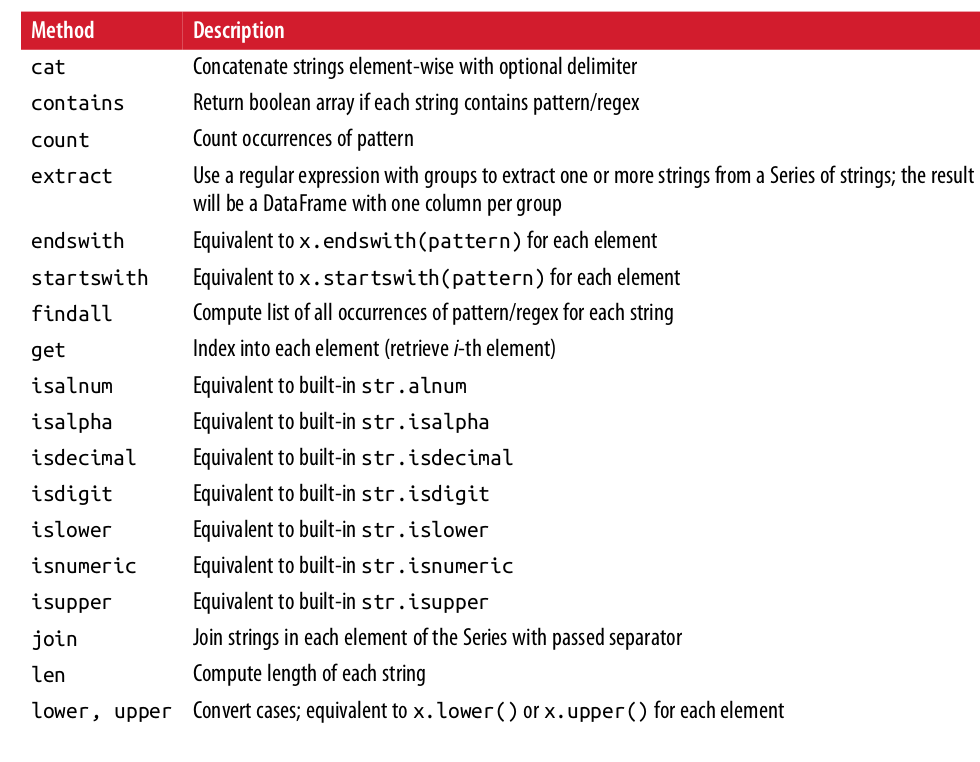 Method Description
cat Concatenate strings element-wise with optional delimiter
contains Return boolean array if each string contains pattern/regex
count Count occurrences of pattern
extract Use a regular expression with groups to extract one or more strings from a Series of strings; the result
will be a DataFrame with one column per group
endswith Equivalent to x.endswith(pattern) for each element
startswith Equivalent to x.startswith(pattern) for each element
findall Compute list of all occurrences of pattern/regex for each string
get Index into each element (retrieve i-th element)
isalnum Equivalent to built-in str.alnum
isalpha Equivalent to built-in str.isalpha
isdecimal Equivalent to built-in str.isdecimal
isdigit Equivalent to built-in str.isdigit
islower Equivalent to built-in str.islower
isnumeric Equivalent to built-in str.isnumeric
isupper Equivalent to built-in str.isupper
join Join strings in each element of the Series with passed separator
len Compute length of each string
lower, upper Convert cases; equivalent to x.lower() or x.upper() for each element